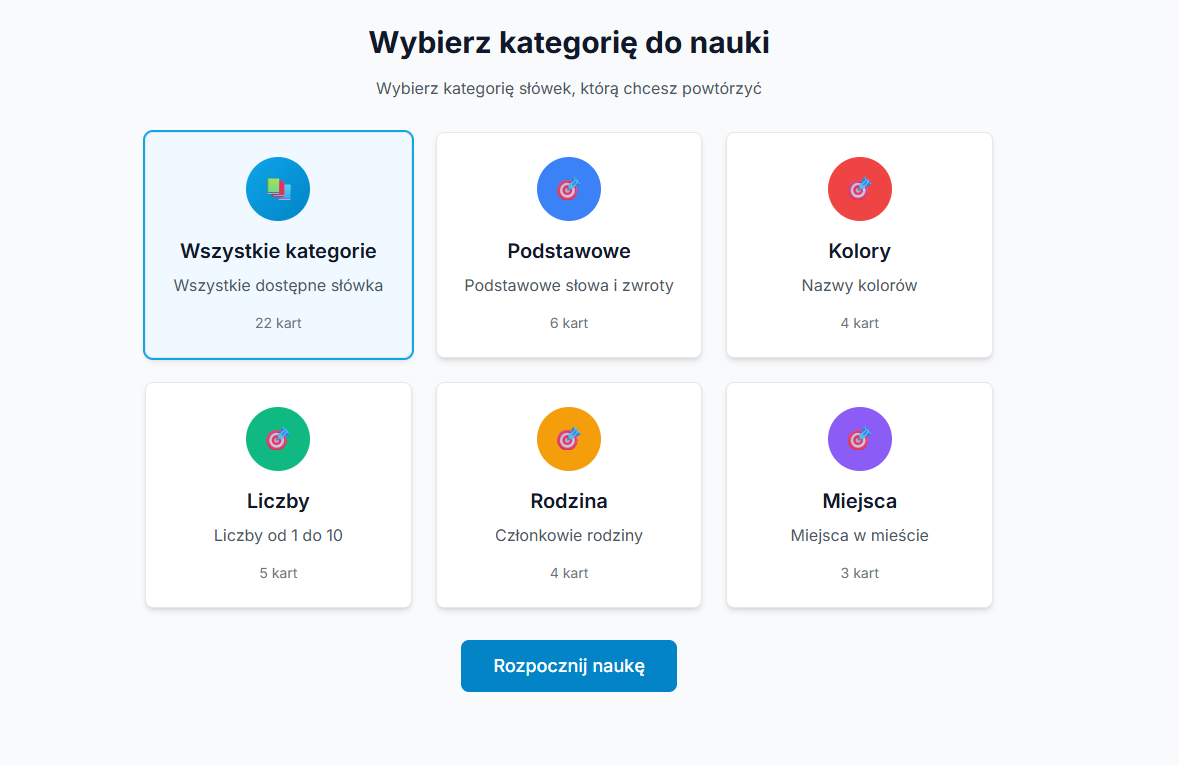 Wybierz kategorię do nauki
Wybierz kategorię słówek, którą chcesz powtórzyć
Wszystkie kategorie
Wszystkie dostępne słówka
22 kart
Podstawowe
Podstawowe słowa i zwroty
6 kart
Kolory
Nazwy kolorów
4 kart
Liczby
Liczby od 1 do 10
5 kart
Rodzina
Członkowie rodziny
4 kart
Miejsca
Miejsca w mieście
3 kart
Rozpocznij naukę